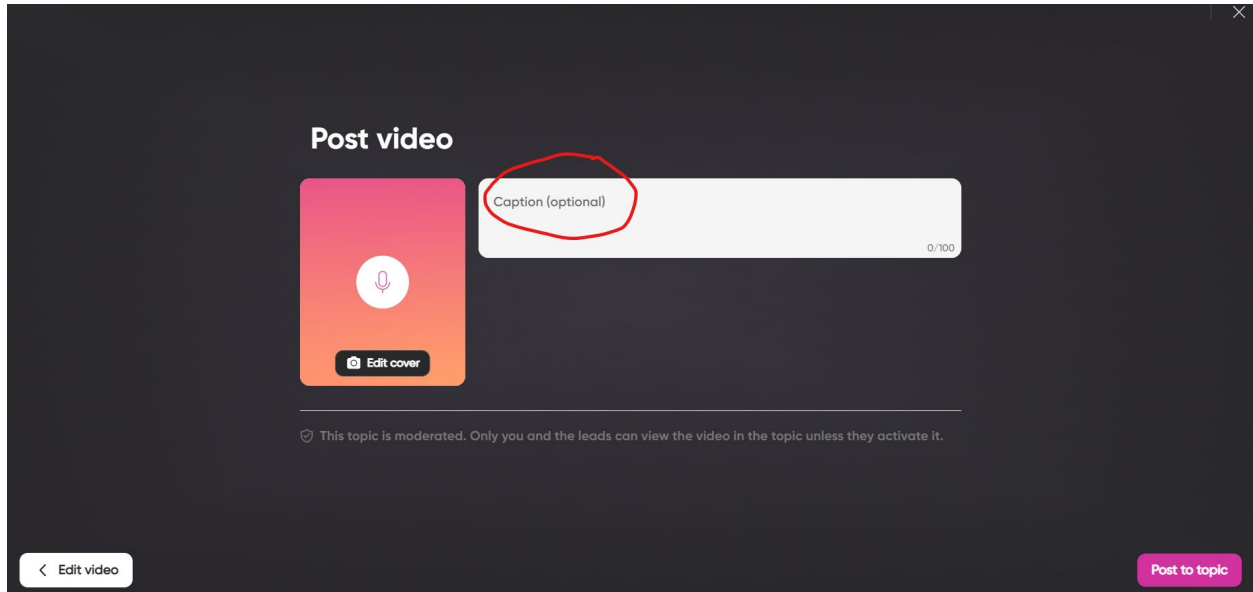 Post video
Caption (optional)
0/100
Edit cover
This topic is moderated. Only you and the leads can view the video in the topic unless they activate it.
Edit video
Post to topic